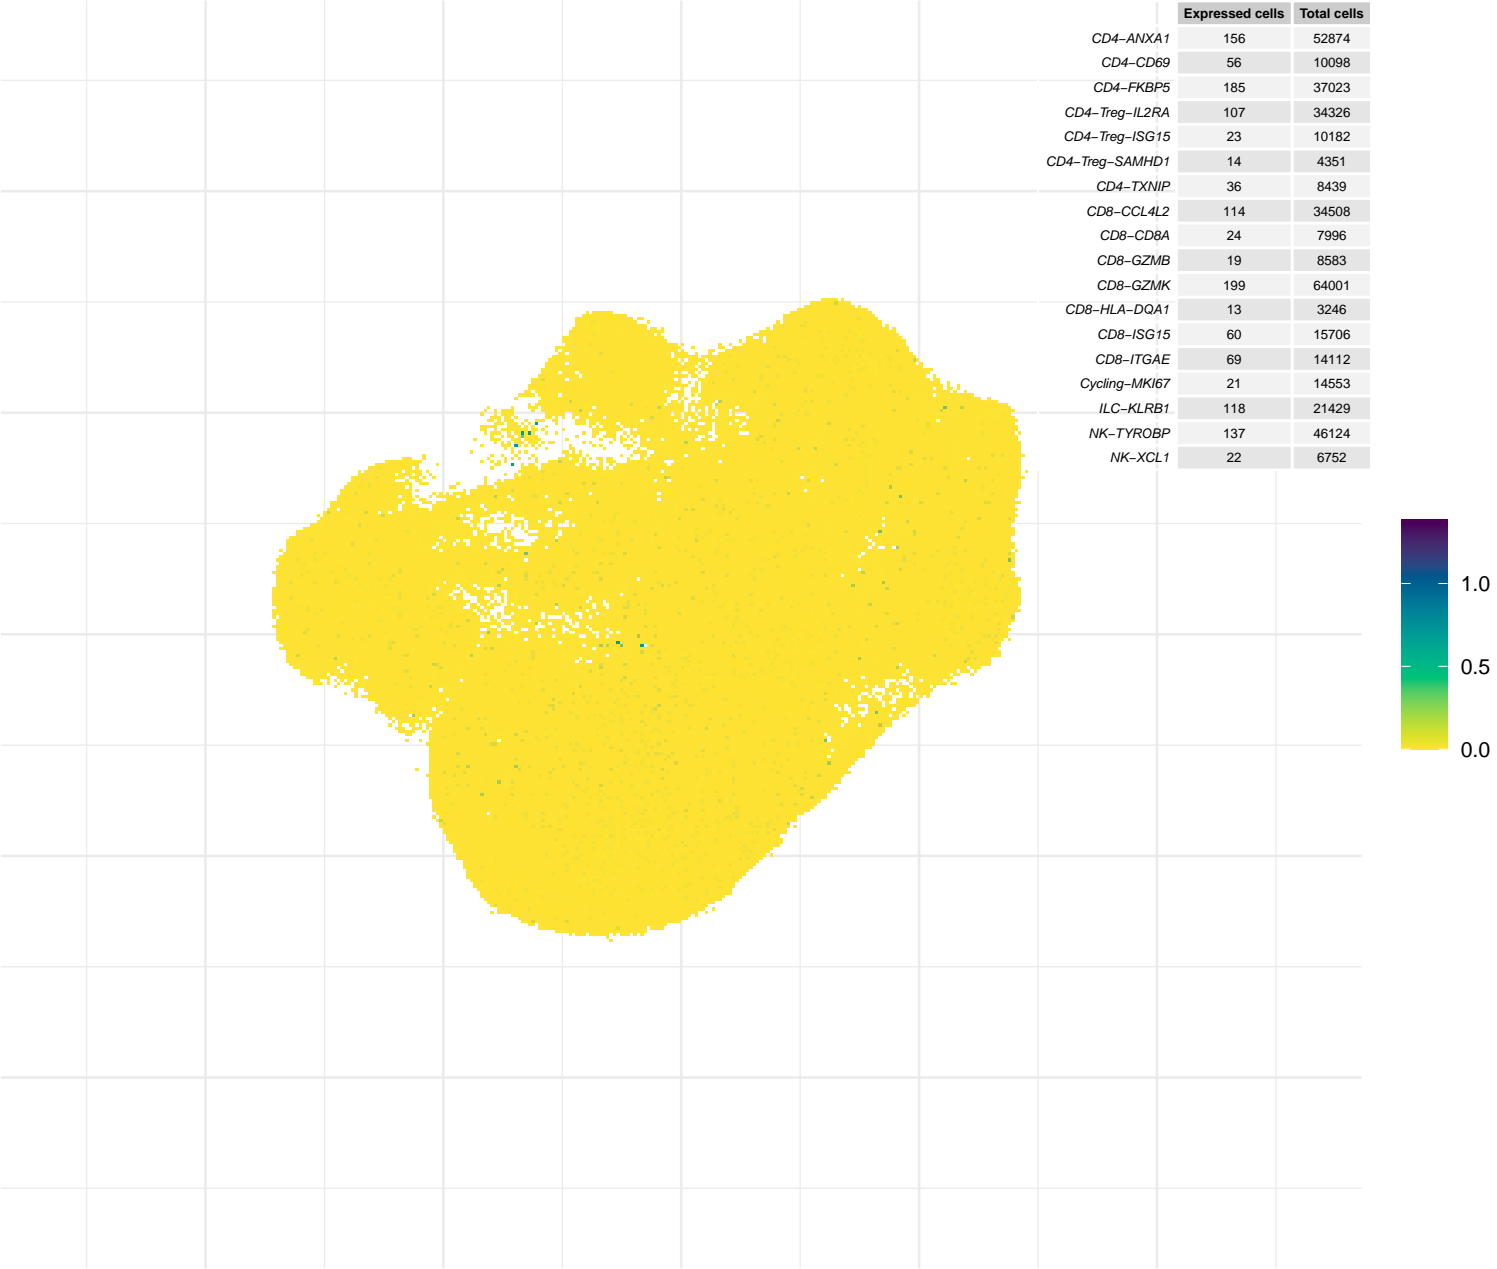 Expressed cells Total cells
CD4−ANXA1 156 52874
CD4−CD69 56 10098
CD4−FKBP5 185 37023
CD4−Treg−IL2RA 107 34326
CD4−Treg−ISG15 23 10182
CD4−Treg−SAMHD1 14 4351
CD4−TXNIP 36 8439
CD8−CCL4L2 114 34508
CD8−CD8A 24 7996
CD8−GZMB 19 8583
CD8−GZMK 199 64001
CD8−HLA−DQA1 13 3246
CD8−ISG15 60 15706
CD8−ITGAE 69 14112
Cycling−MKI67 21 14553
ILC−KLRB1 118 21429
NK−TYROBP 137 46124
NK−XCL1 22 6752
1.0
0.5
0.0